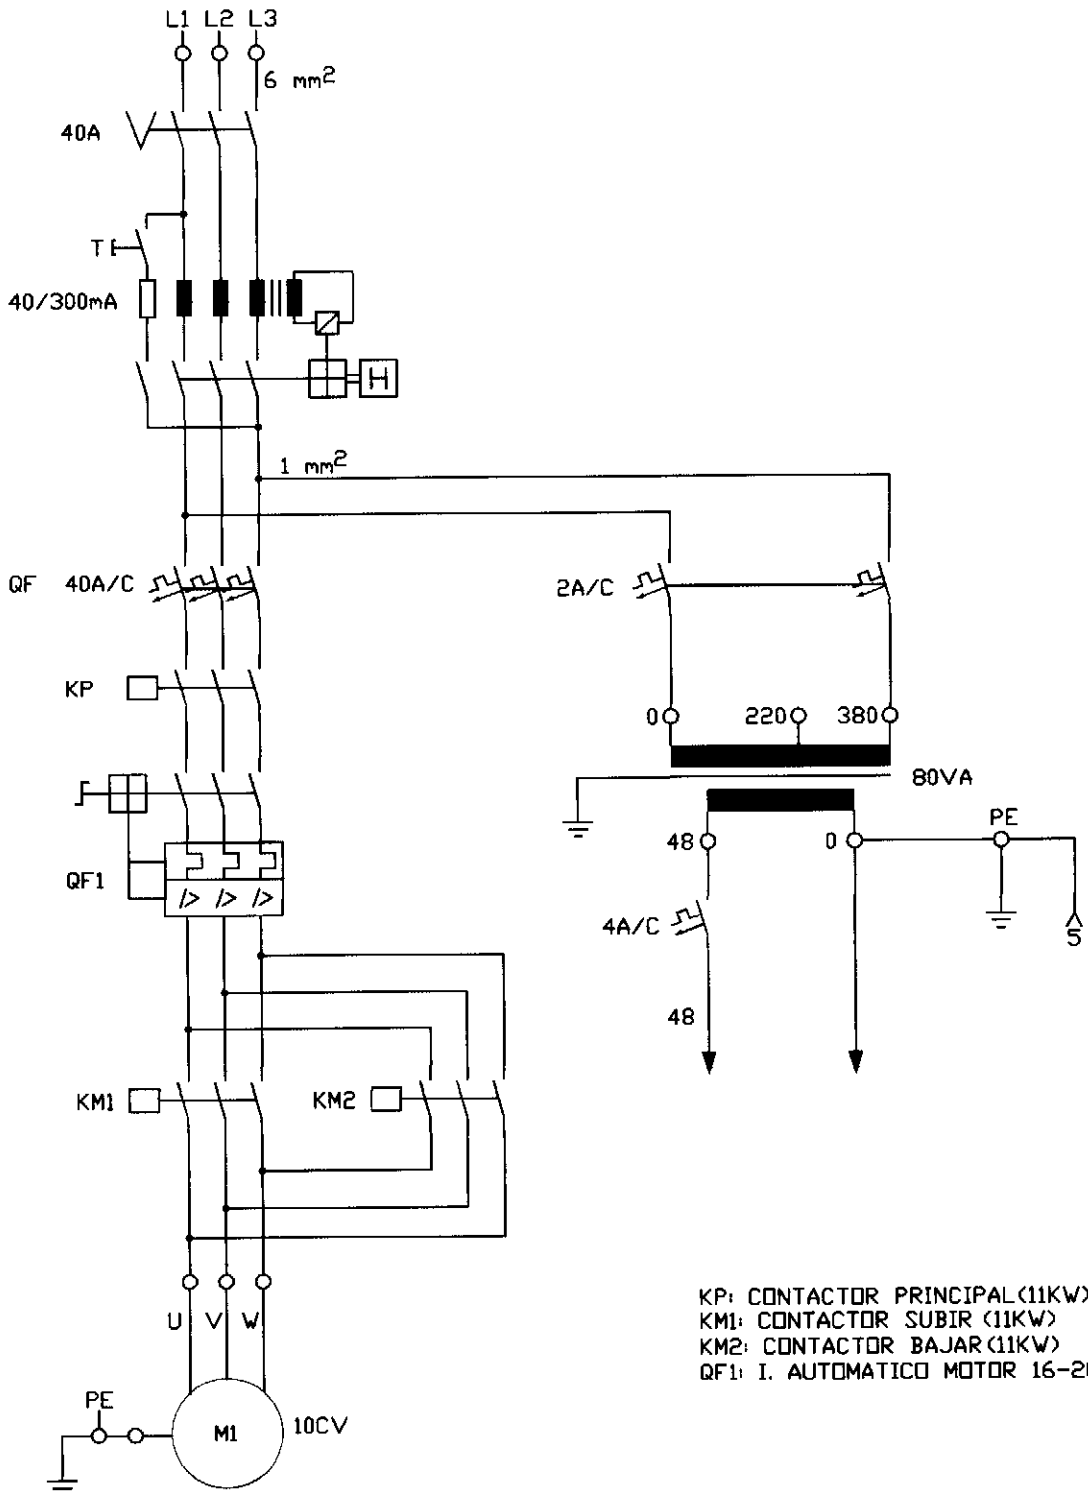 L1 L2 L3
6 mm2
40A
T
40/300mA
H
1 mm2
QF 40A/C
2A/C
KP
0 220 380
80VA
48 0 PE
QF1
4A/C
5
48
KM1
KM2
U V W
PE
M1
10CV
KP: CONTACTOR PRINCIPAL(11KW)
KM1: CONTACTOR SUBIR (11KW)
KM2: CONTACTOR BAJAR(11KW)
QF1: I. AUTOMATICO MOTOR